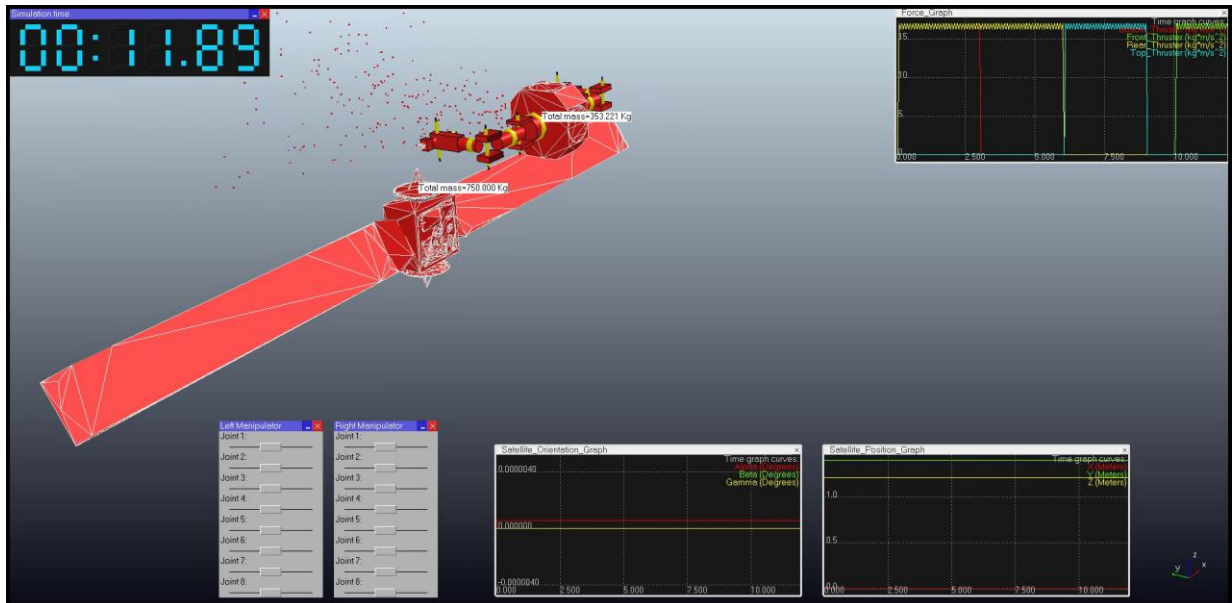 Simulation time
00:11.89
Total mass=353.221 Kg
Total mass=750.000 Kg
Force_Graph
Time graph curves:
Thruster (kg*m/s^2)
Front_Thruster (kg*m/s^2)
Rear_Thruster (kg*m/s^2)
Top_Thruster (kg*m/s^2)
15.
10.
5.0
0.000 2.500 5.000 7.500 10.000
Left Manipulator
Joint 1:
Joint 2:
Joint 3:
Joint 4:
Joint 5:
Joint 6:
Joint 7:
Joint 8:
Right Manipulator
Joint 1:
Joint 2:
Joint 3:
Joint 4:
Joint 5:
Joint 6:
Joint 7:
Joint 8:
Satellite_Orientation_Graph
Time graph curves:
Alpha (Degrees)
Beta (Degrees)
Gamma (Degrees)
0.0000040
0.000000
-0.0000040
0.000 2.500 5.000 7.500 10.000
Satellite_Position_Graph
Time graph curves:
X (Meters)
Y (Meters)
Z (Meters)
1.0
0.5
0.0
0.000 2.500 5.000 7.500 10.000
z
y
x